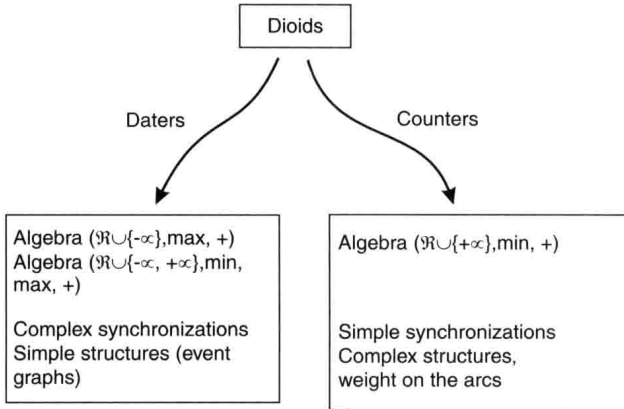 Dioids
Daters
Counters
Algebra (ℜ∪{-∝},max, +)
Algebra (ℜ∪{-∝, +∝},min,
max, +)
Complex synchronizations
Simple structures (event
graphs)
Algebra (ℜ∪{+∝},min, +)
Simple synchronizations
Complex structures,
weight on the arcs